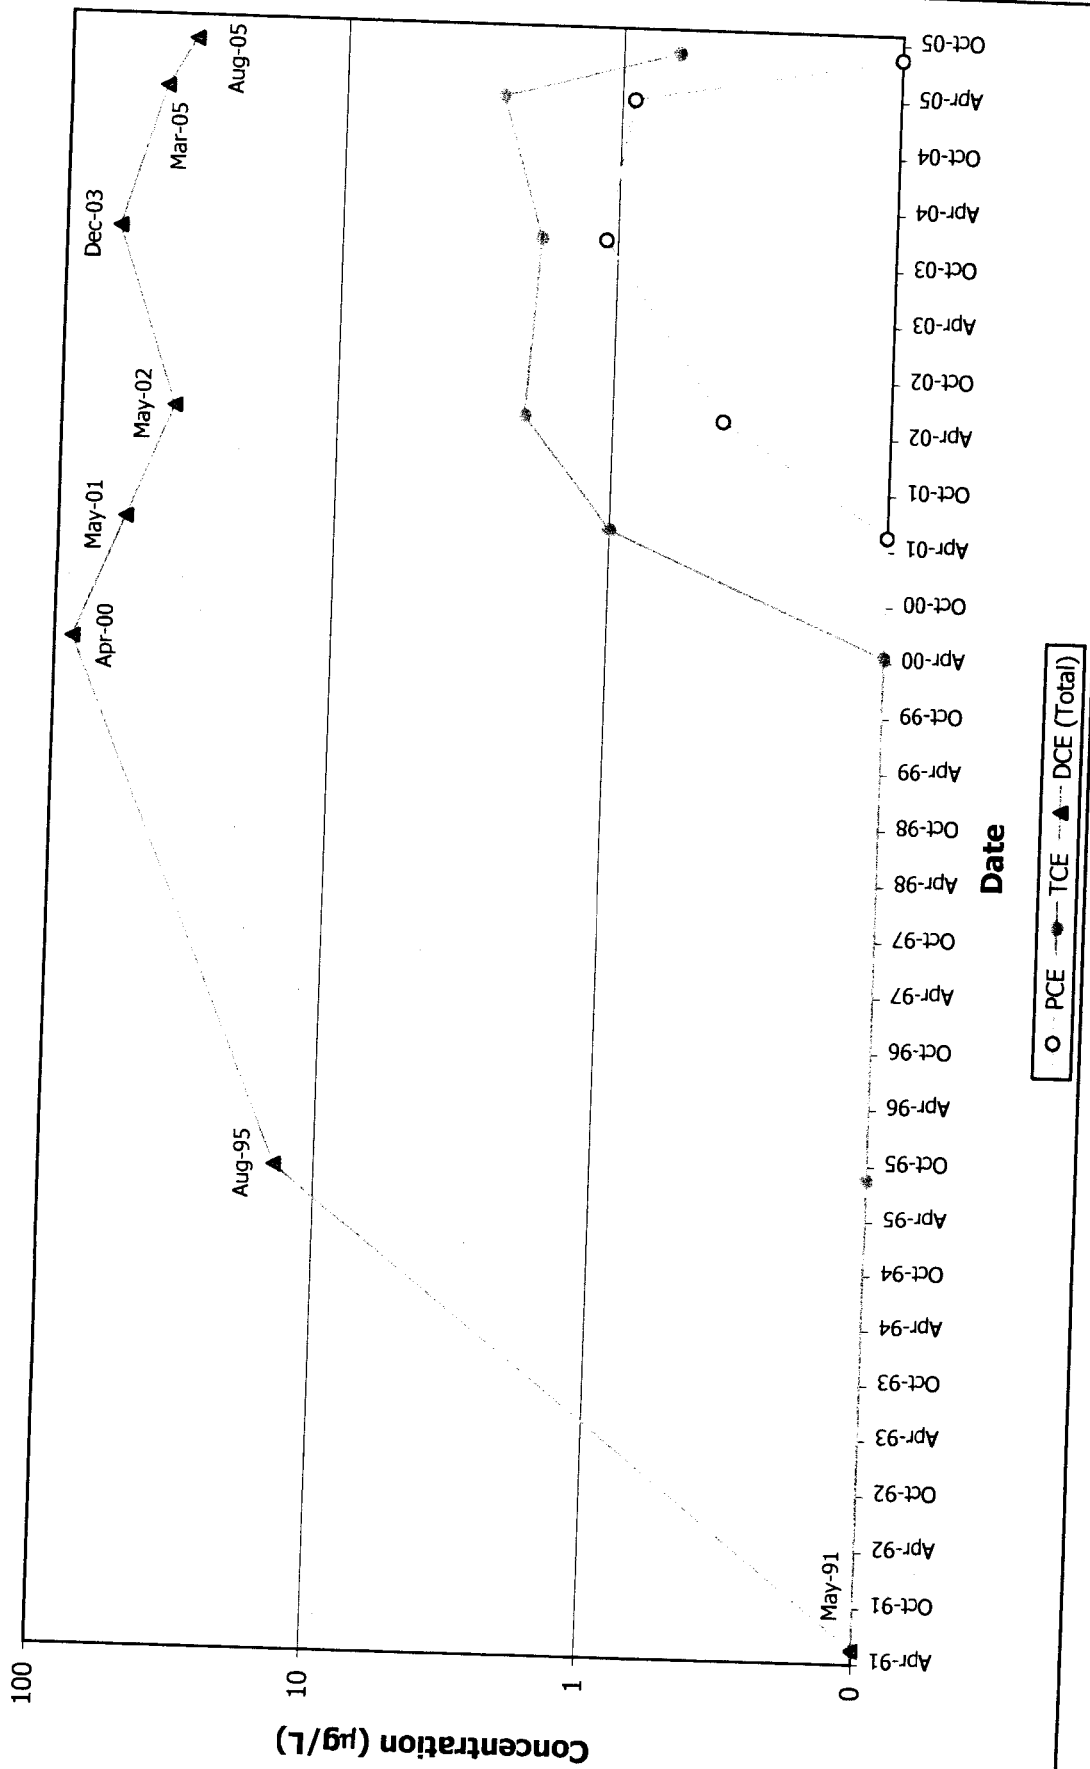 Concentration (µg/L)
100
10
1
0
May-91
Aug-95
Apr-00
May-01
May-02
Dec-03
Mar-05
Aug-05
Apr-91
Oct-91
Apr-92
Oct-92
Apr-93
Oct-93
Apr-94
Oct-94
Apr-95
Oct-95
Apr-96
Oct-96
Apr-97
Oct-97
Apr-98
Oct-98
Apr-99
Oct-99
Apr-00
Oct-00
Apr-01
Oct-01
Apr-02
Oct-02
Apr-03
Oct-03
Apr-04
Oct-04
Apr-05
Oct-05
Date
PCE TCE DCE (Total)